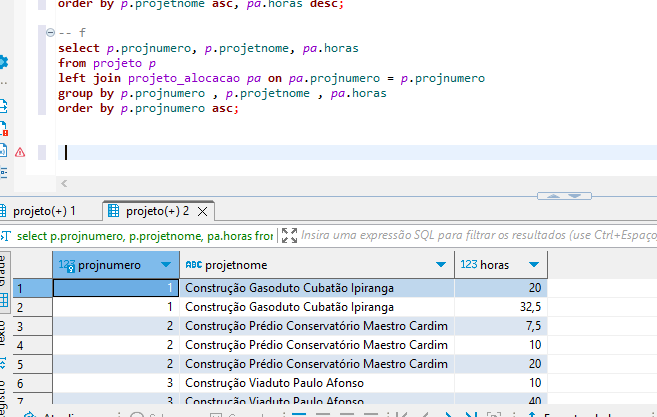 order by p.projetnome asc, pa.horas desc;
-- f
select p.projnumero, p.projetnome, pa.horas
from projeto p
left join projeto_alocacao pa on pa.projnumero = p.projnumero
group by p.projnumero , p.projetnome , pa.horas
order by p.projnumero asc;
projeto(+) 1 projeto(+) 2
select p.projnumero, p.projetnome, pa.horas fror Insira uma expressão SQL para filtrar os resultados (use Ctrl+Espaço
Grade 123 projnumero ABC projetnome 123 horas
1 1 Construção Gasoduto Cubatão Ipiranga 20
2 1 Construção Gasoduto Cubatão Ipiranga 32,5
3 2 Construção Prédio Conservatório Maestro Cardim 7,5
Texto
4 2 Construção Prédio Conservatório Maestro Cardim 10
5 2 Construção Prédio Conservatório Maestro Cardim 20
6 3 Construção Viaduto Paulo Afonso 10
7 3 Construção Viaduto Paulo Afonso 40